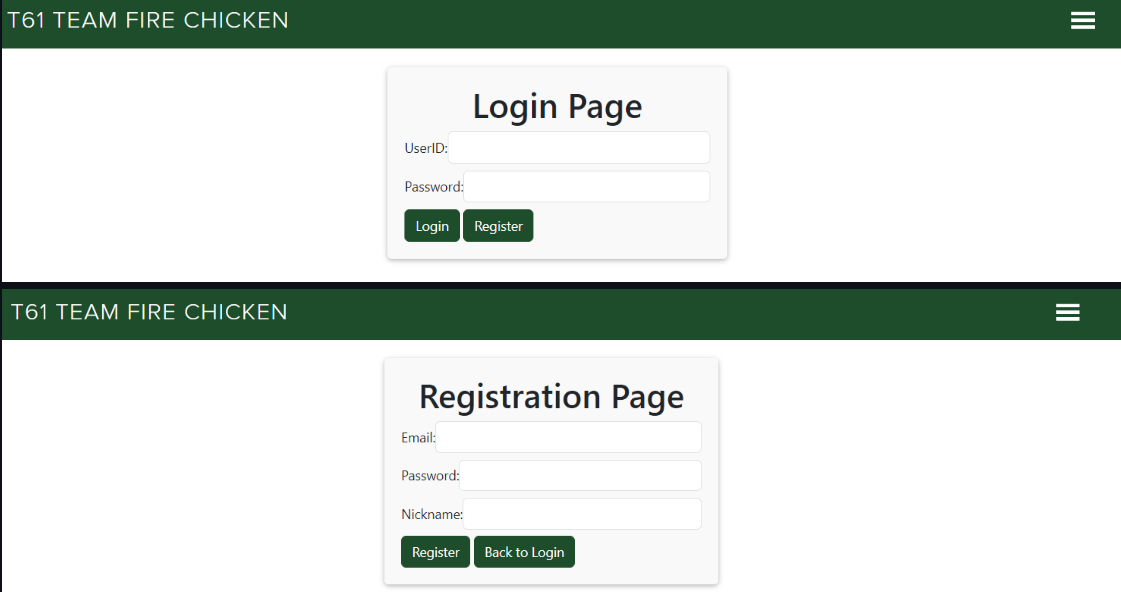 T61 TEAM FIRE CHICKEN
Login Page
UserID:
Password:
Login Register
T61 TEAM FIRE CHICKEN
Registration Page
Email:
Password:
Nickname:
Register Back to Login